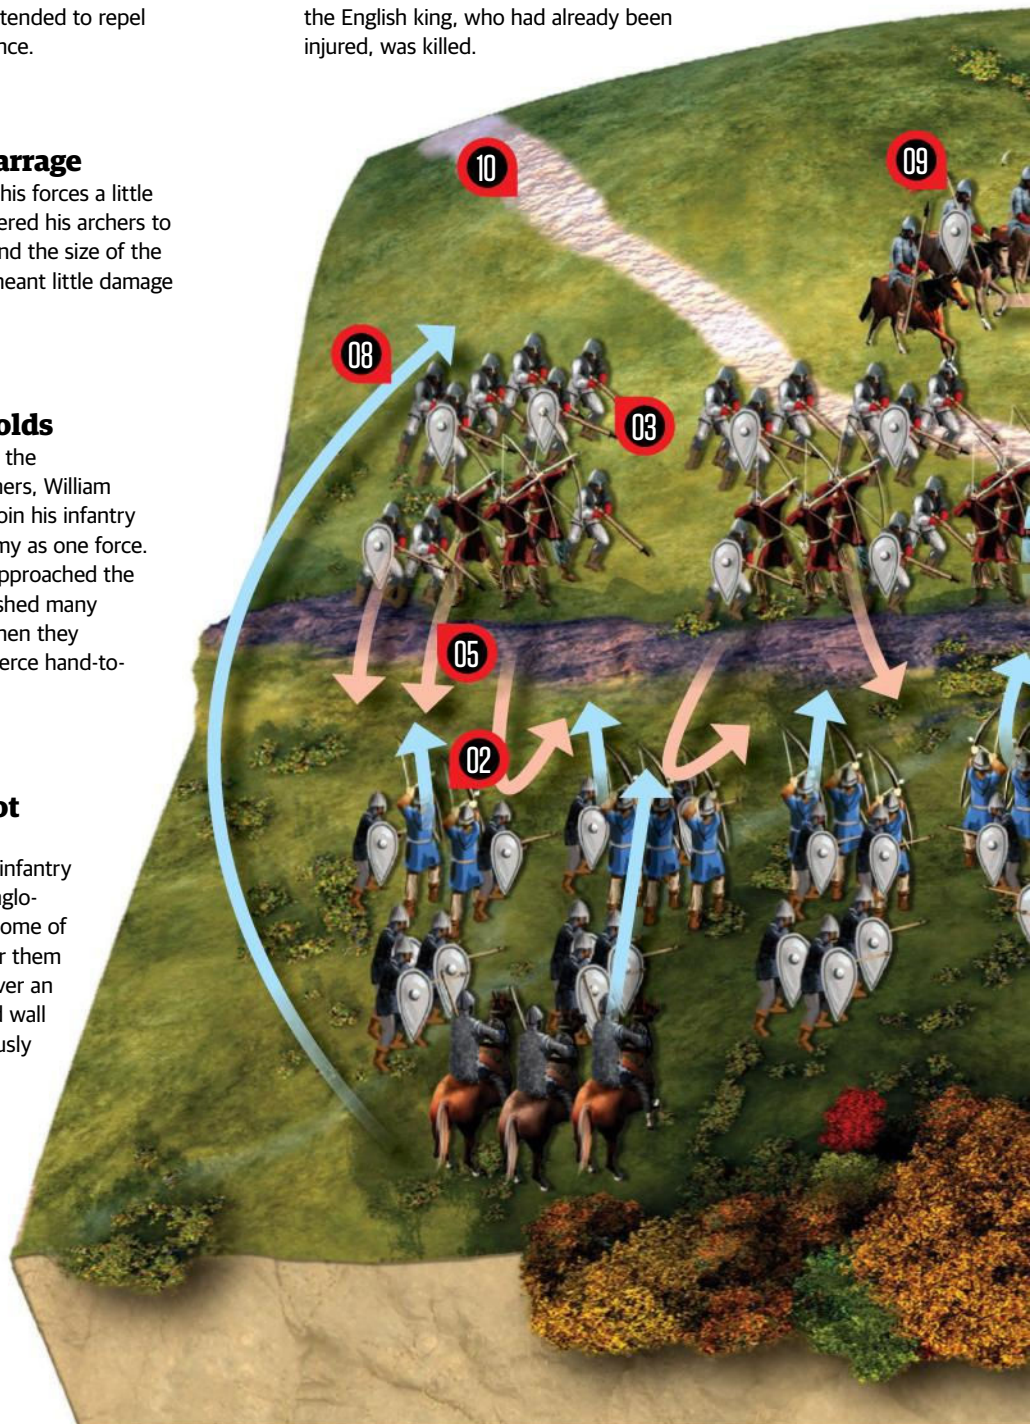 tended to repel
nce.
the English king, who had already been
injured, was killed.
arrage
his forces a little
ered his archers to
nd the size of the
neant little damage
olds
the
ners, William
oin his infantry
my as one force.
pproached the
shed many
hen they
erce hand-to-
ot
infantry
nglo-
ome of
r them
ver an
d wall
usly
10
09
08
03
05
02